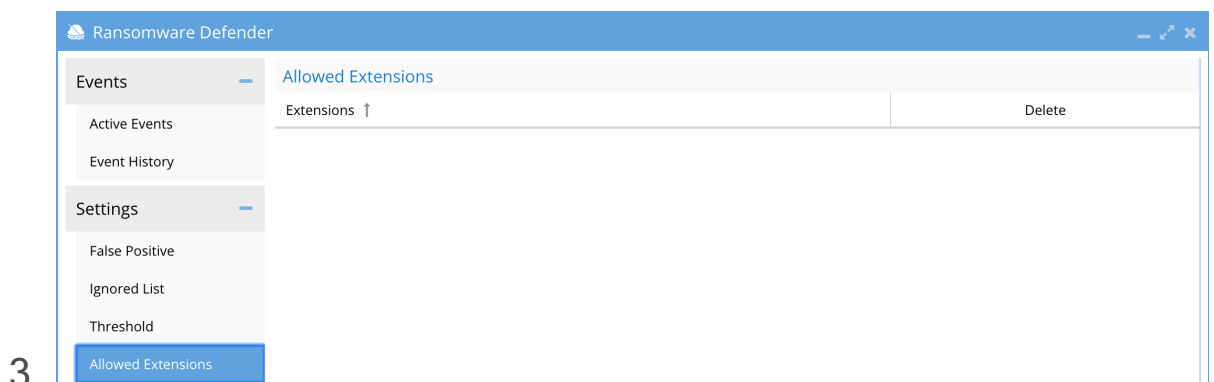 Ransomware Defender
Events
Active Events
Event History
Settings
False Positive
Ignored List
Threshold
Allowed Extensions
Allowed Extensions
Extensions ↑ Delete
3